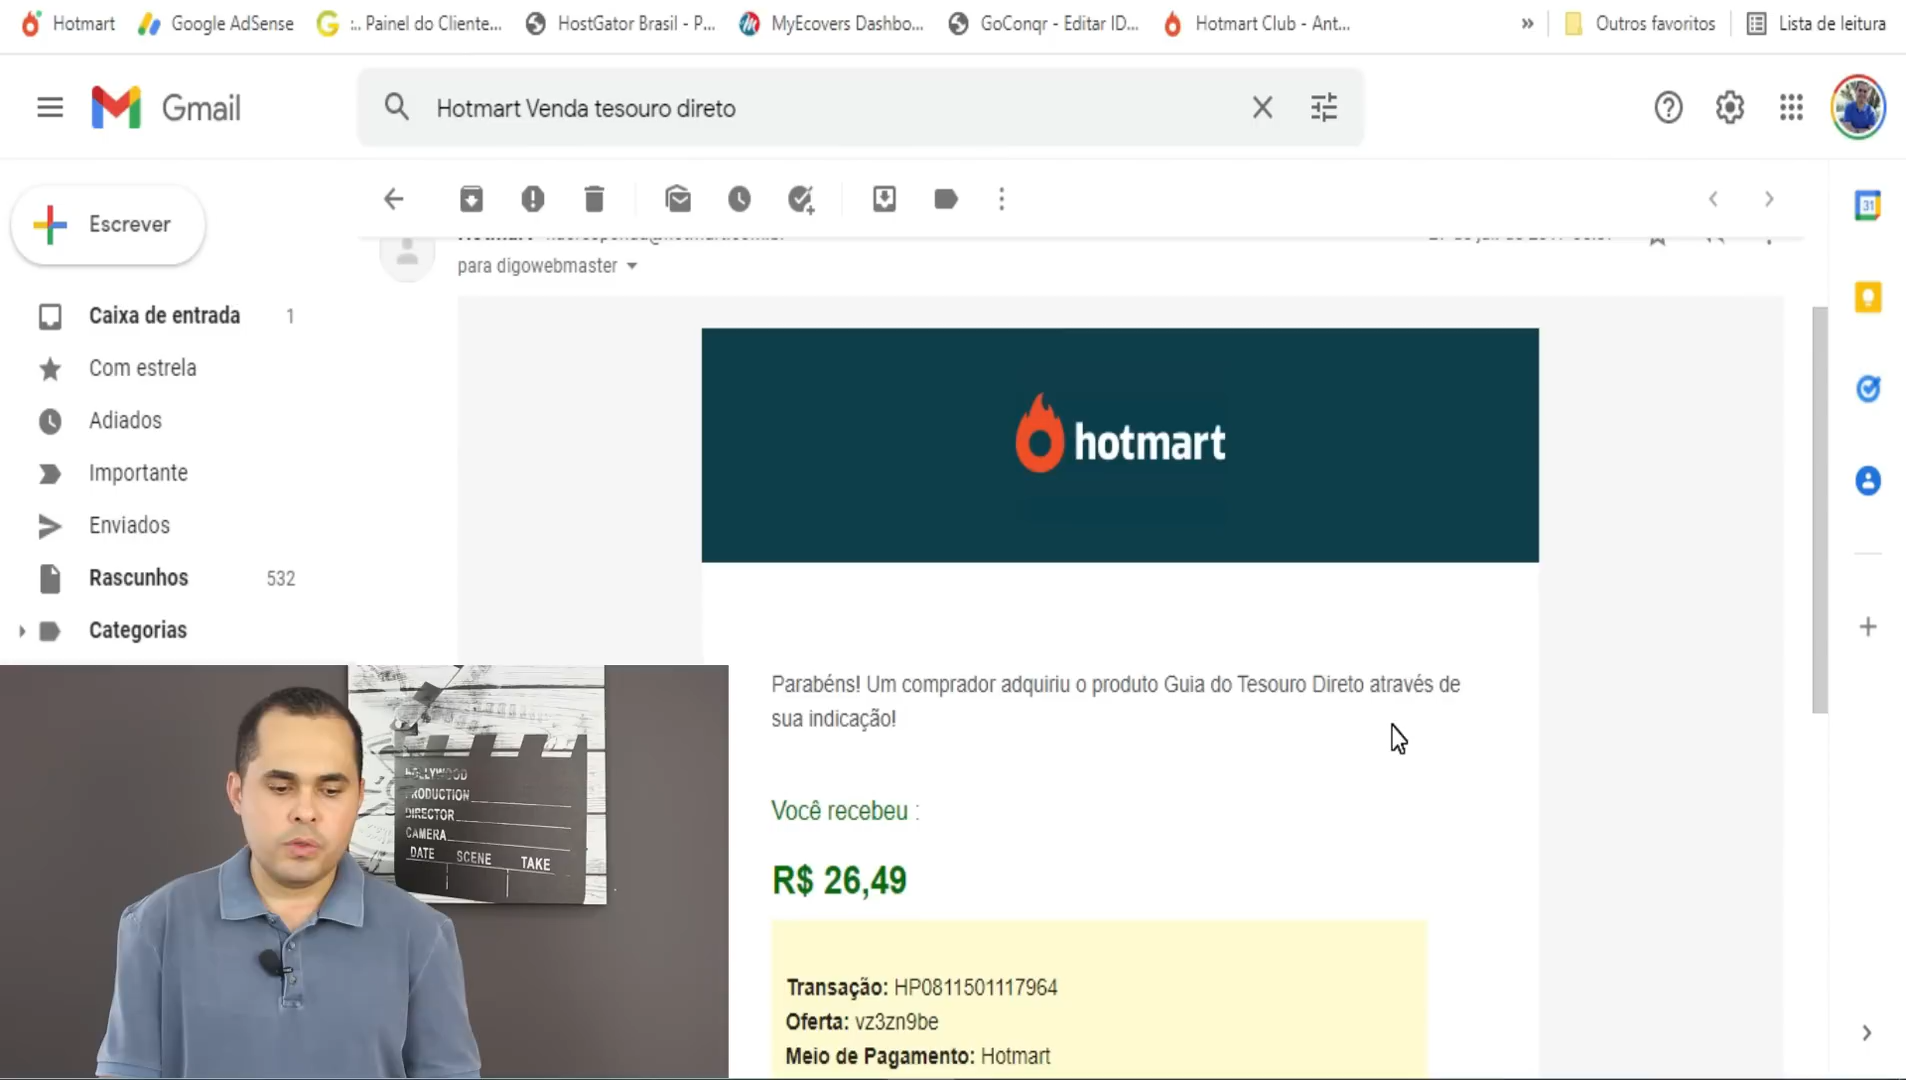 Hotmart
Google AdSense
:.. Painel do Cliente...
HostGator Brasil - P...
MyEcovers Dashbo...
GoConqr - Editar ID...
Hotmart Club - Ant...
»
Outros favoritos
Lista de leitura
Gmail
Hotmart Venda tesouro direto
Escrever
31
para digowebmaster
Caixa de entrada 1
Com estrela
Adiados
Importante
Enviados
Rascunhos 532
Categorias
hotmart
Parabéns! Um comprador adquiriu o produto Guia do Tesouro Direto através de
sua indicação!
Você recebeu :
R$ 26,49
Transação: HP0811501117964
Oferta: vz3zn9be
Meio de Pagamento: Hotmart
HOLLYWOOD
PRODUCTION
DIRECTOR
CAMERA
DATE SCENE TAKE